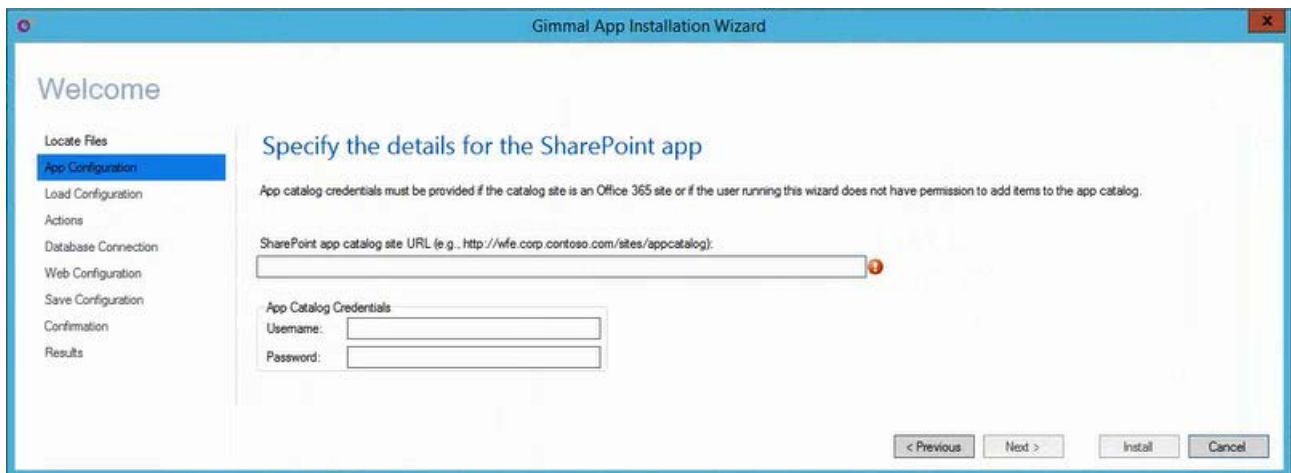 Gimmal App Installation Wizard
x
Welcome
Locate Files
App Configuration
Load Configuration
Actions
Database Connection
Web Configuration
Save Configuration
Confirmation
Results
Specify the details for the SharePoint app
App catalog credentials must be provided if the catalog site is an Office 365 site or if the user running this wizard does not have permission to add items to the app catalog.
SharePoint app catalog site URL (e.g., http://wfe.corp.contoso.com/sites/appcatalog):
App Catalog Credentials
Username:
Password:
< Previous
Next >
Install
Cancel